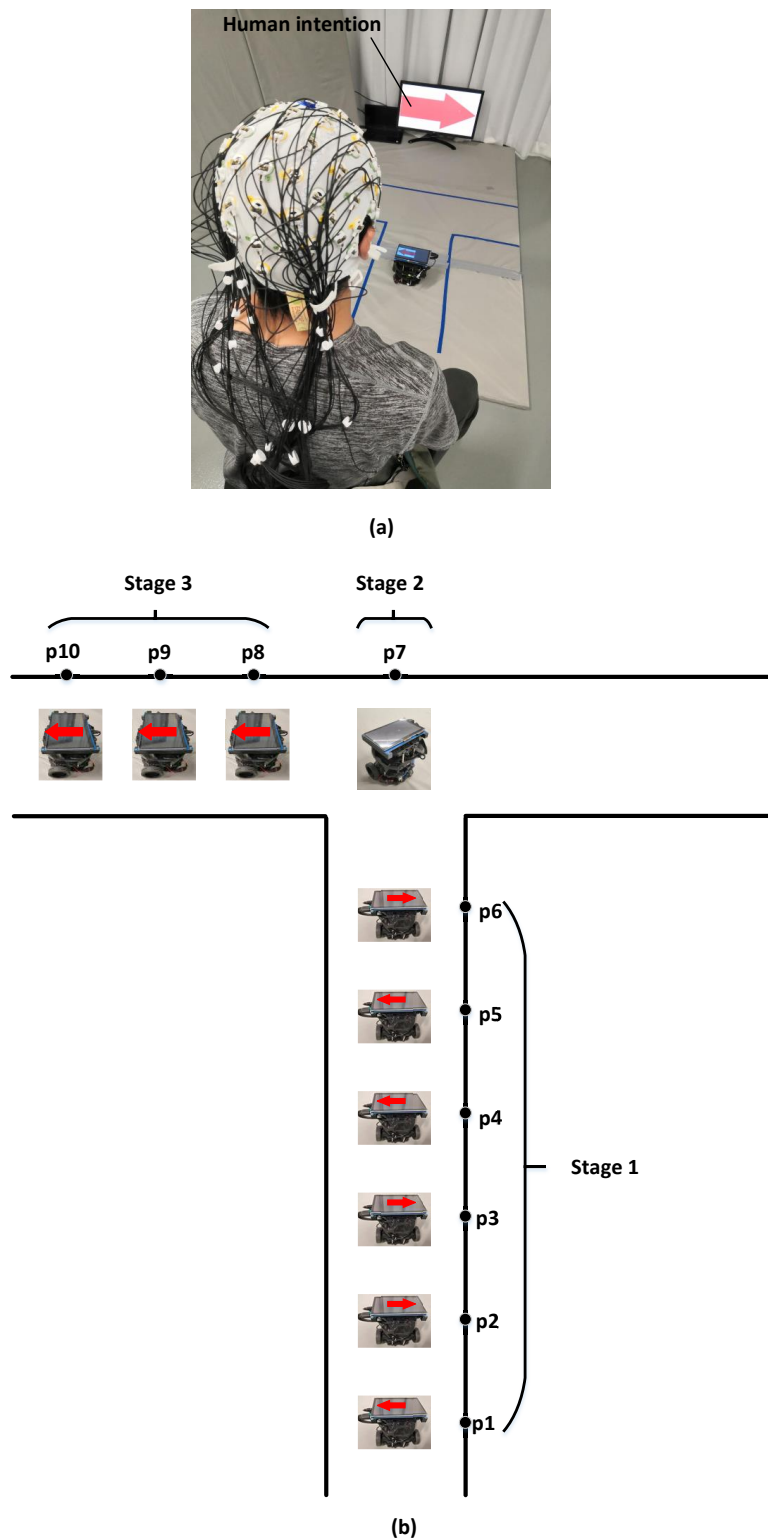 Human intention
(a)
Stage 3
Stage 2
p10
p9
p8
p7
p6
p5
p4
p3
p2
p1
Stage 1
(b)